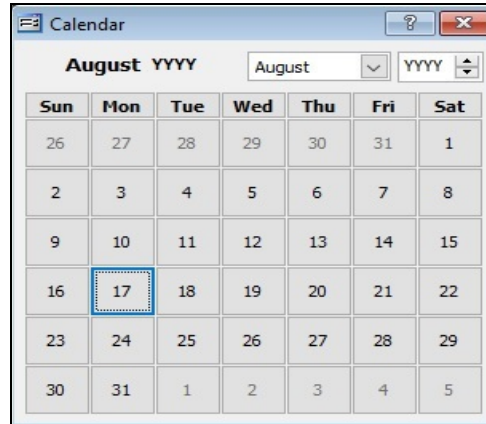 Calendar ?
August YYYY August YYYY
Sun Mon Tue Wed Thu Fri Sat
26 27 28 29 30 31 1
2 3 4 5 6 7 8
9 10 11 12 13 14 15
16 17 18 19 20 21 22
23 24 25 26 27 28 29
30 31 1 2 3 4 5